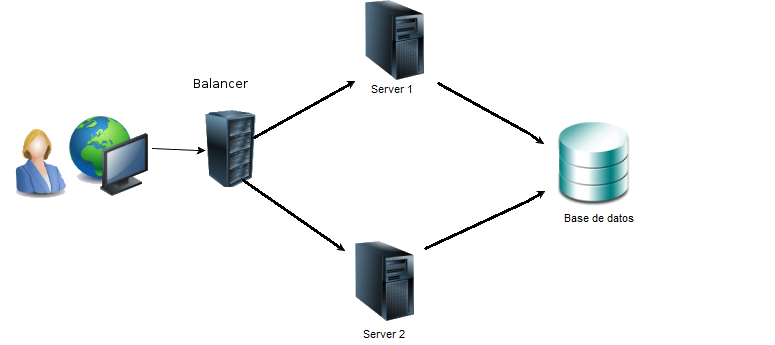 Balancer
Server 1
Base de datos
Server 2